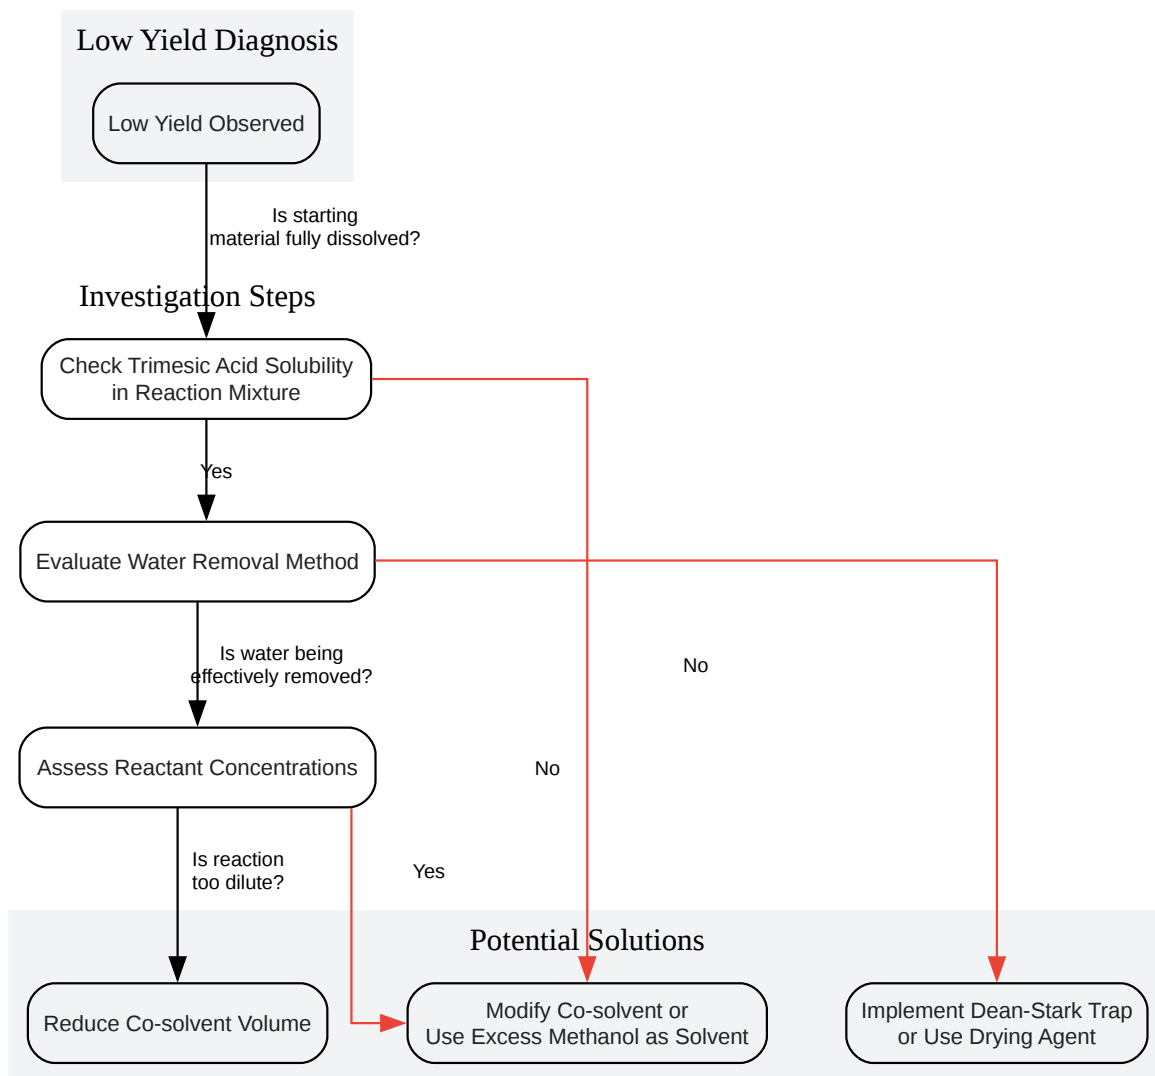 Low Yield Diagnosis
Low Yield Observed
Is starting
material fully dissolved?
Investigation Steps
Check Trimesic Acid Solubility
in Reaction Mixture
Yes
Evaluate Water Removal Method
Is water being
effectively removed?
No
Assess Reactant Concentrations
No
Is reaction
too dilute?
Yes
Potential Solutions
Reduce Co-solvent Volume
Modify Co-solvent or
Use Excess Methanol as Solvent
Implement Dean-Stark Trap
or Use Drying Agent